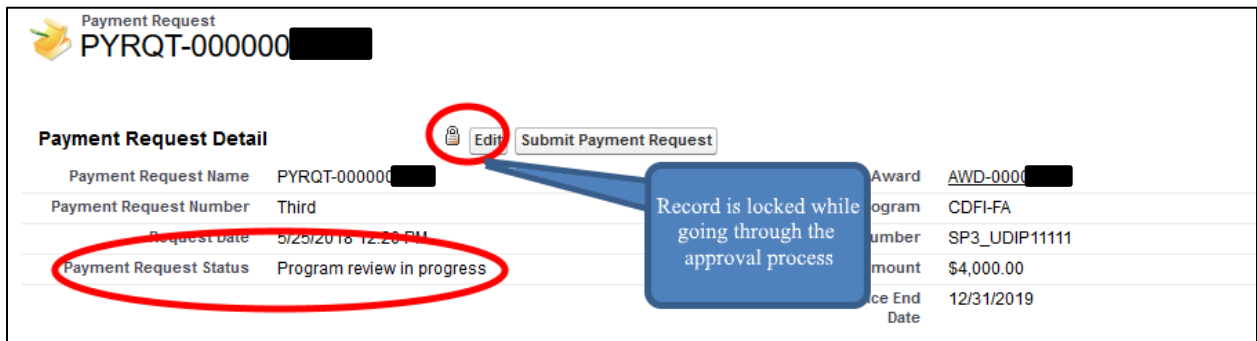 Payment Request
PYRQT-000000
Payment Request Detail
Edit Submit Payment Request
Payment Request Name PYRQT-000000
Award AWD-0000
Payment Request Number Third
ogram CDFI-FA
Request Date 5/25/2018 12:20 PM
umber SP3_UDIP11111
Payment Request Status Program review in progress
mount $4,000.00
ce End
Date
12/31/2019
Record is locked while
going through the
approval process